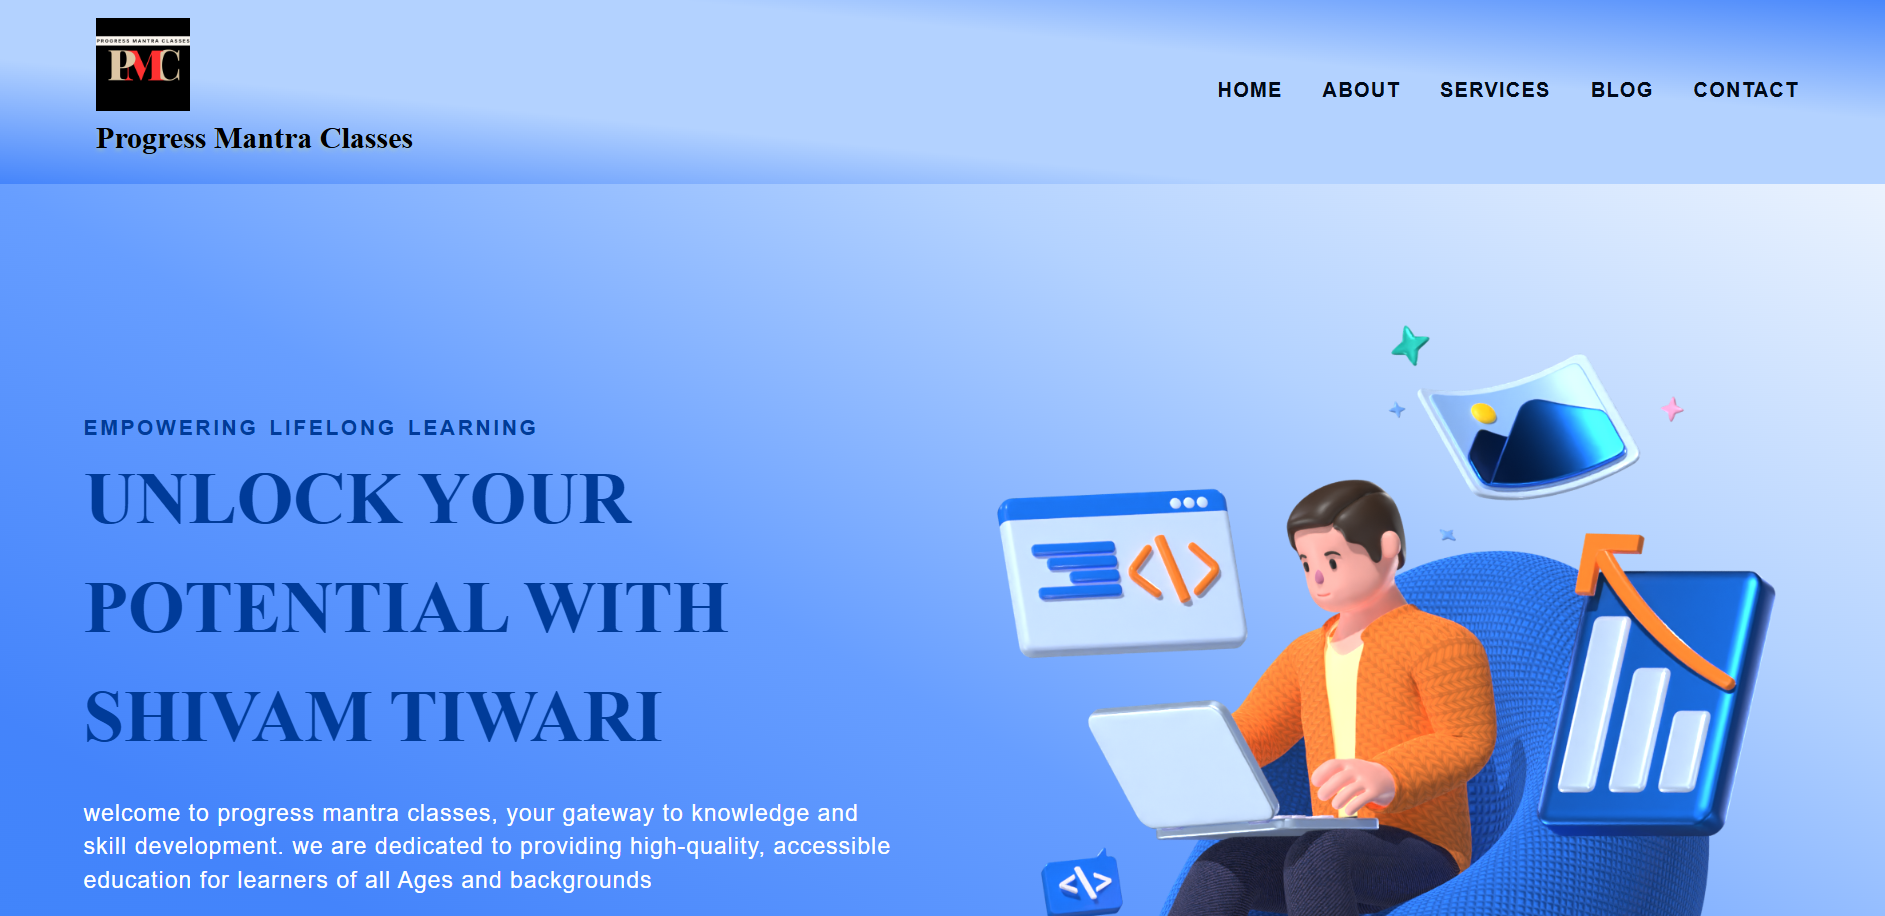 PROGRESS MANTRA CLASSES
PMC
Progress Mantra Classes
HOME ABOUT SERVICES BLOG CONTACT
EMPOWERING LIFELONG LEARNING
UNLOCK YOUR
POTENTIAL WITH
SHIVAM TIWARI
welcome to progress mantra classes, your gateway to knowledge and
skill development. we are dedicated to providing high-quality, accessible
education for learners of all Ages and backgrounds